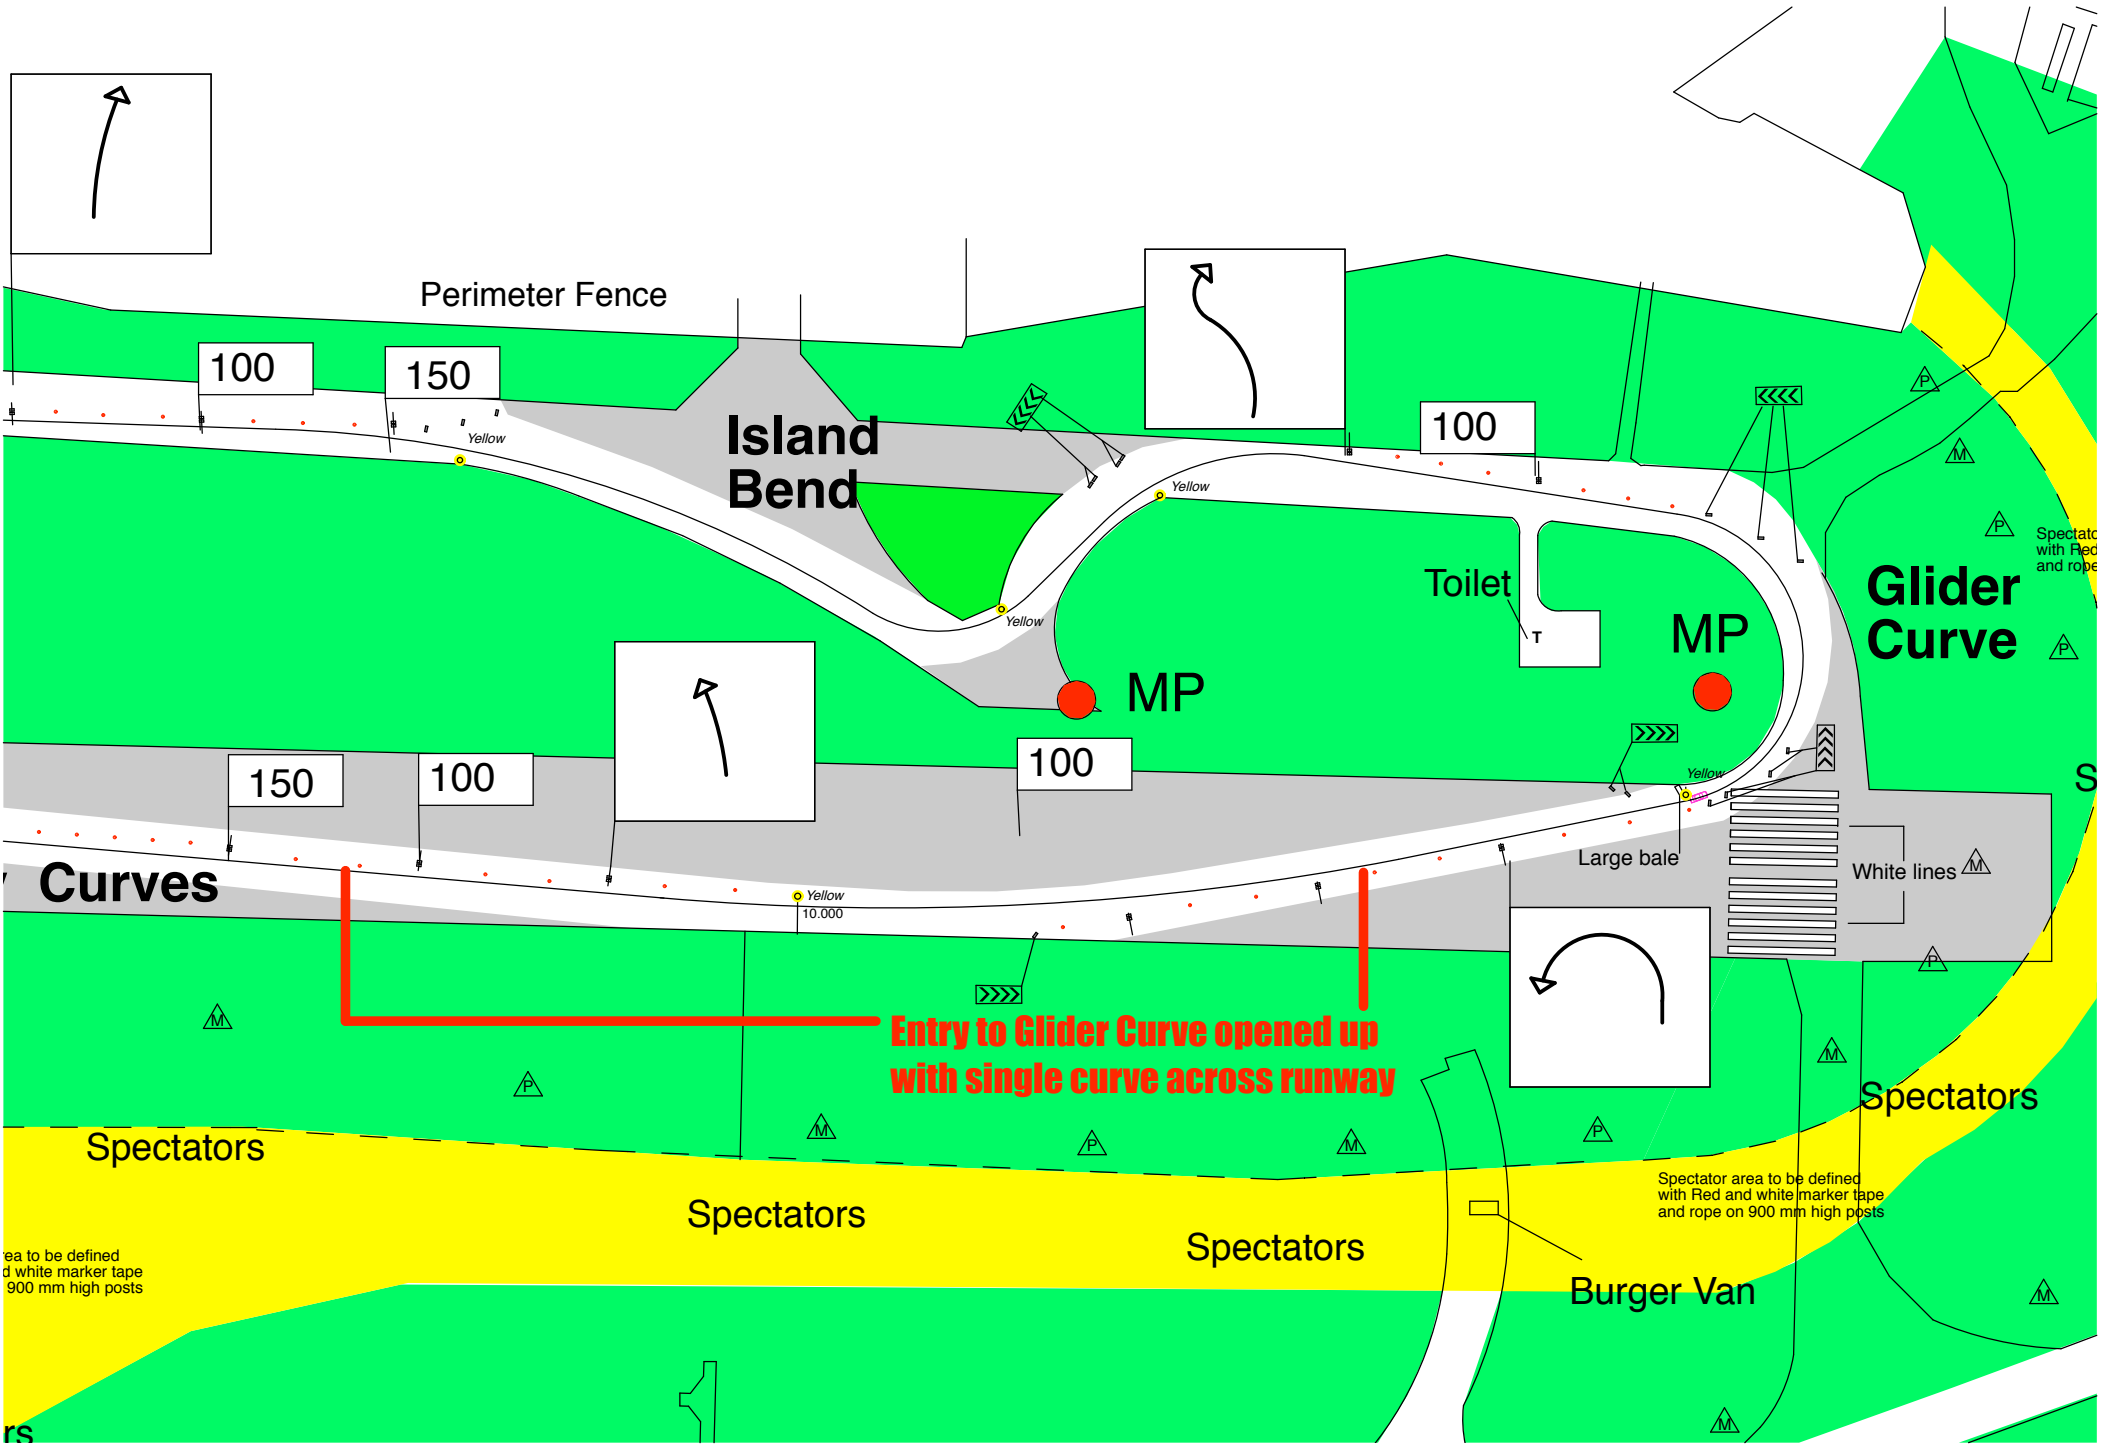 Perimeter Fence
100
150
Yellow
Island
Bend
Yellow
100
Yellow
Toilet
T
MP
MP
Glider
Curve
P
M
P
P
Spectato
with Red
and rope
S
150
100
100
Yellow
10.000
Yellow
Large bale
White lines
M
P
Curves
Entry to Glider Curve opened up
with single curve across runway
M
P
M
P
M
P
M
Spectators
Spectators
Spectators
Spectators
Spectator area to be defined
with Red and white marker tape
and rope on 900 mm high posts
Burger Van
rea to be defined
d white marker tape
900 mm high posts
M
M
rs